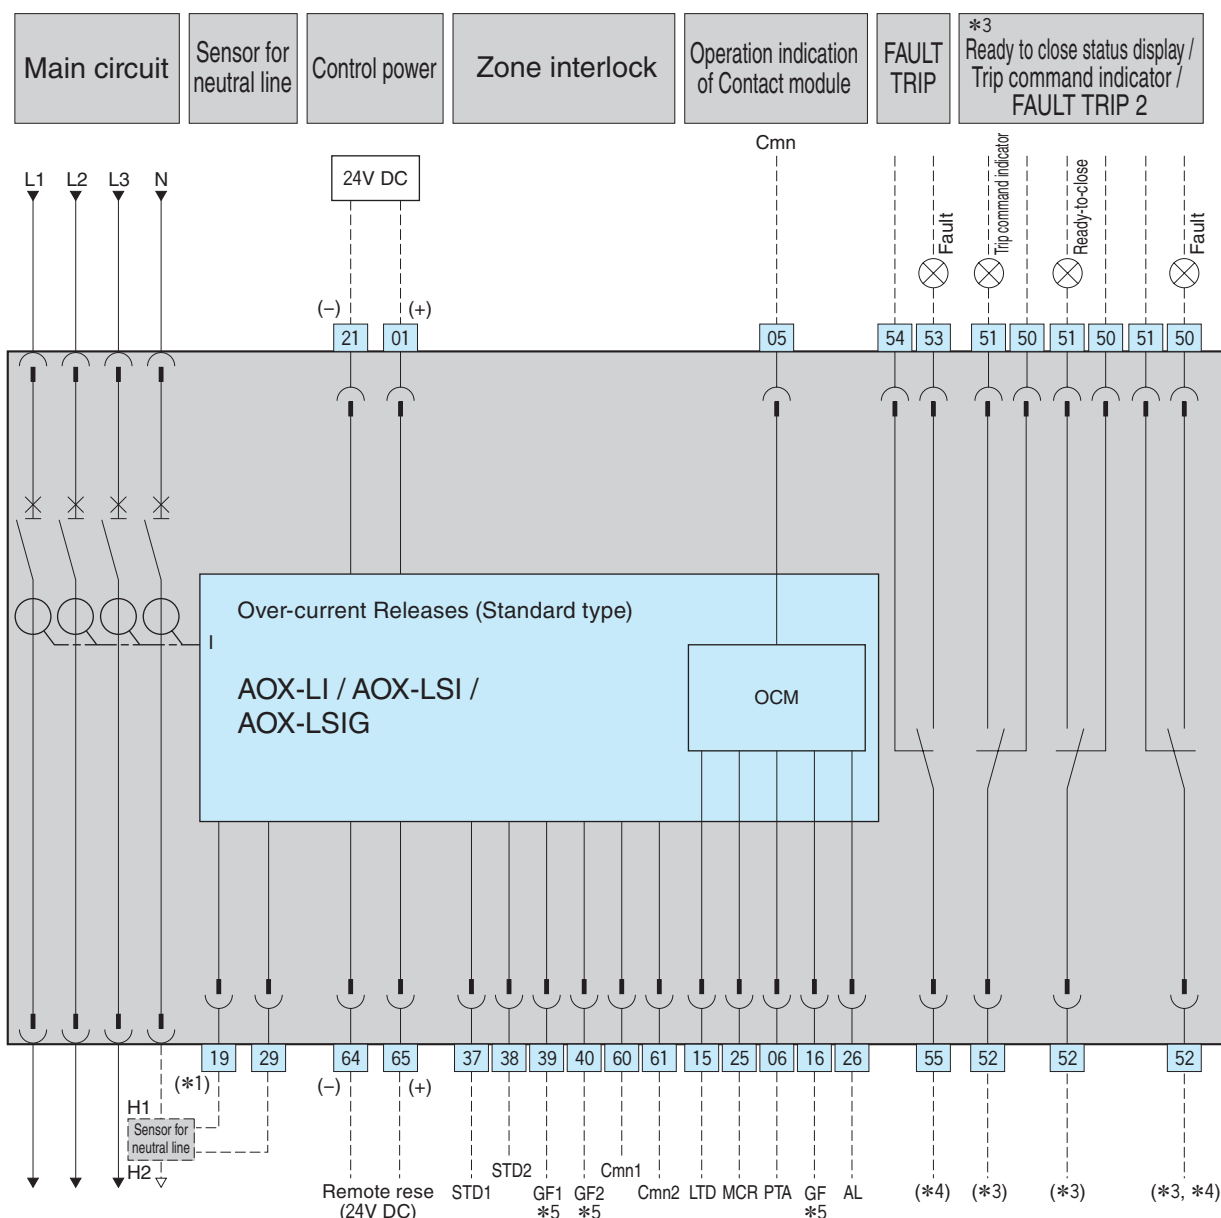 Main circuit
Sensor for
neutral line
Control power
Zone interlock
Operation indication
of Contact module
FAULT
TRIP
*3
Ready to close status display /
Trip command indicator /
FAULT TRIP 2
L1
L2
L3
N
24V DC
Cmn
Fault
Trip command indicator
Ready-to-close
Fault
(–)
(+)
21
01
05
54
53
51
50
51
50
51
50
Over-current Releases (Standard type)
I
AOX-LI / AOX-LSI /
AOX-LSIG
OCM
19
29
64
65
37
38
39
40
60
61
15
25
06
16
26
55
52
52
52
(*1)
(–)
(+)
H1
Sensor for
neutral line
H2
Remote rese
(24V DC)
STD1
STD2
GF1
*5
GF2
*5
Cmn1
Cmn2
LTD
MCR
PTA
GF
*5
AL
(*4)
(*3)
(*3)
(*3, *4)